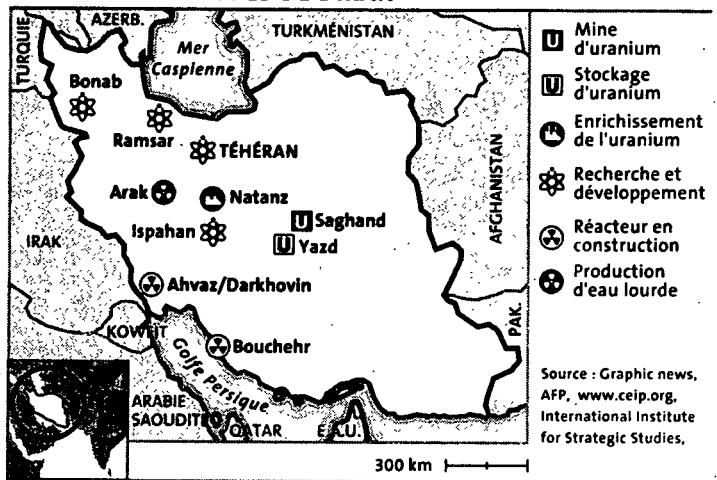 TURQUIE
AZERB.
Mer
Caspienne
TURKMÉNISTAN
Bonab
Ramsar
TÉHÉRAN
Arak
Natanz
Ispahan
Saghand
Yazd
AFGHANISTAN
IRAK
Ahvaz/Darkhovin
KOWEÏT
Bouchehr
Golfe Persique
PAK.
ARABIE
SAOUDITE
QATAR
É.A.U.
300 km
U Mine
d'uranium
U Stockage
d'uranium
Enrichissement
de l'uranium
Recherche et
développement
Réacteur en
construction
Production
d'eau lourde
Source : Graphic news,
AFP, www.ceip.org,
International Institute
for Strategic Studies,